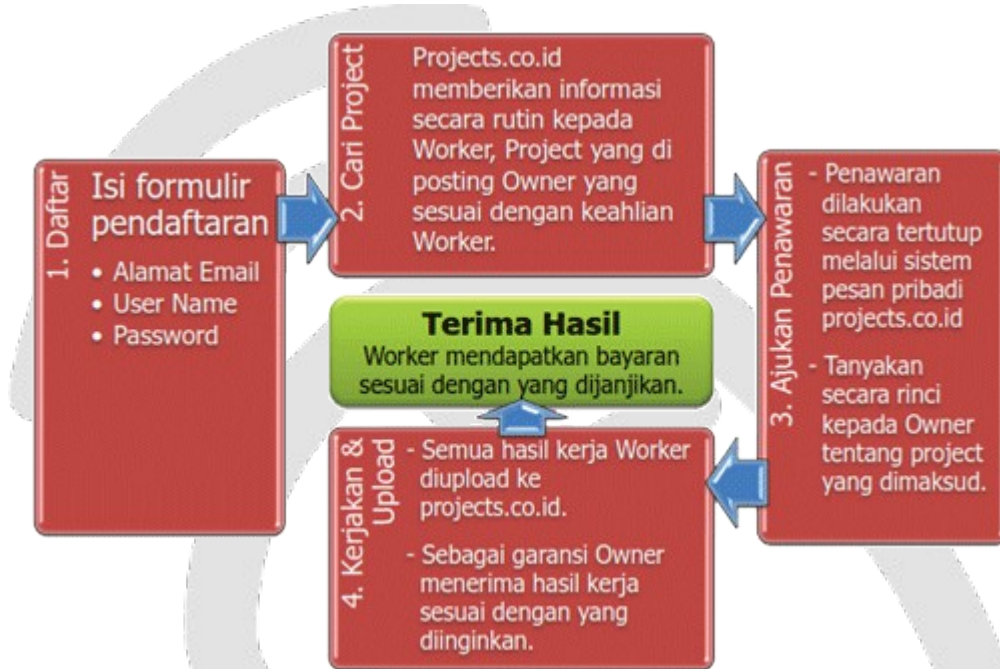 1. Daftar
Isi formulir
pendaftaran
• Alamat Email
• User Name
• Password
2. Cari Project
Projects.co.id
memberikan informasi
secara rutin kepada
Worker, Project yang di
posting Owner yang
sesuai dengan keahlian
Worker.
3. Ajukan Penawaran
- Penawaran
dilakukan
secara tertutup
melalui sistem
pesan pribadi
projects.co.id
- Tanyakan
secara rinci
kepada Owner
tentang project
yang dimaksud.
4. Kerjakan &
Upload
- Semua hasil kerja Worker
diupload ke
projects.co.id.
- Sebagai garansi Owner
menerima hasil kerja
sesuai dengan yang
diinginkan.
Terima Hasil
Worker mendapatkan bayaran
sesuai dengan yang dijanjikan.